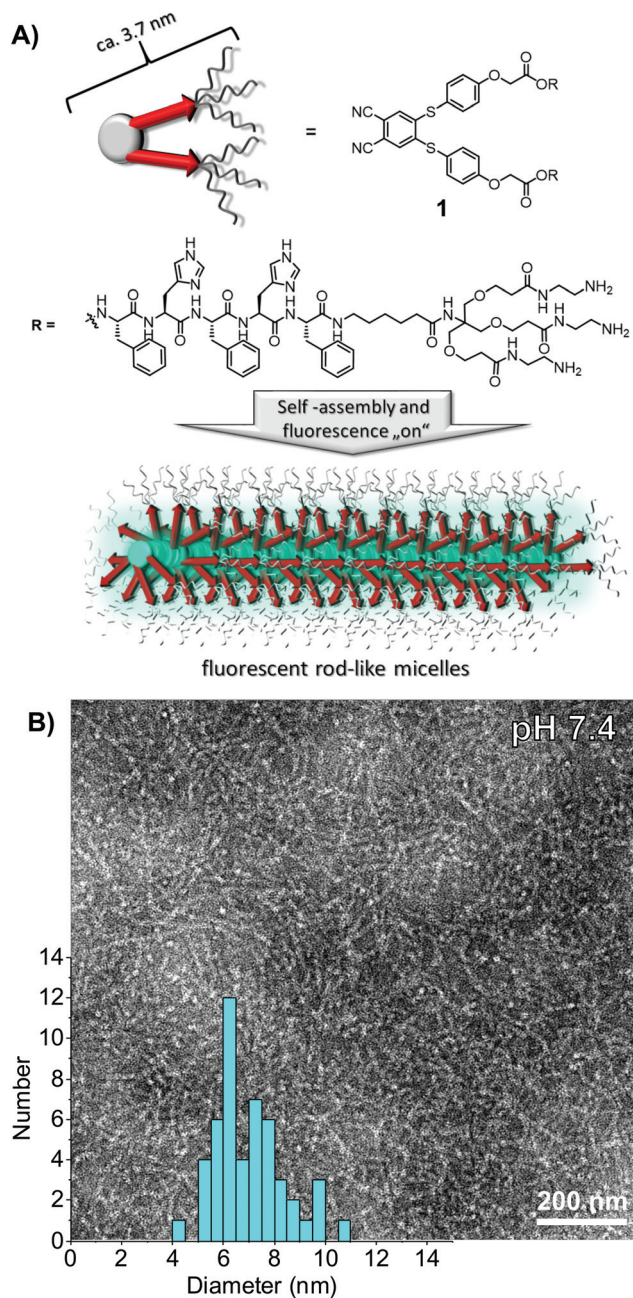 A)
ca. 3.7 nm
=
NC
NC
S
S
O
O
O
R
O
O
O
R
1
R =
HN
N
HN
N
H
N
O
N
H
O
H
N
O
N
H
O
H
N
O
N
H
O
N
H
O
O
N
H
NH₂
O
O
N
H
NH₂
O
O
N
H
NH₂
Self -assembly and
fluorescence „on“
fluorescent rod-like micelles
B)
pH 7.4
14
12
10
8
6
4
2
0
Number
200 nm
0 2 4 6 8 10 12 14
Diameter (nm)